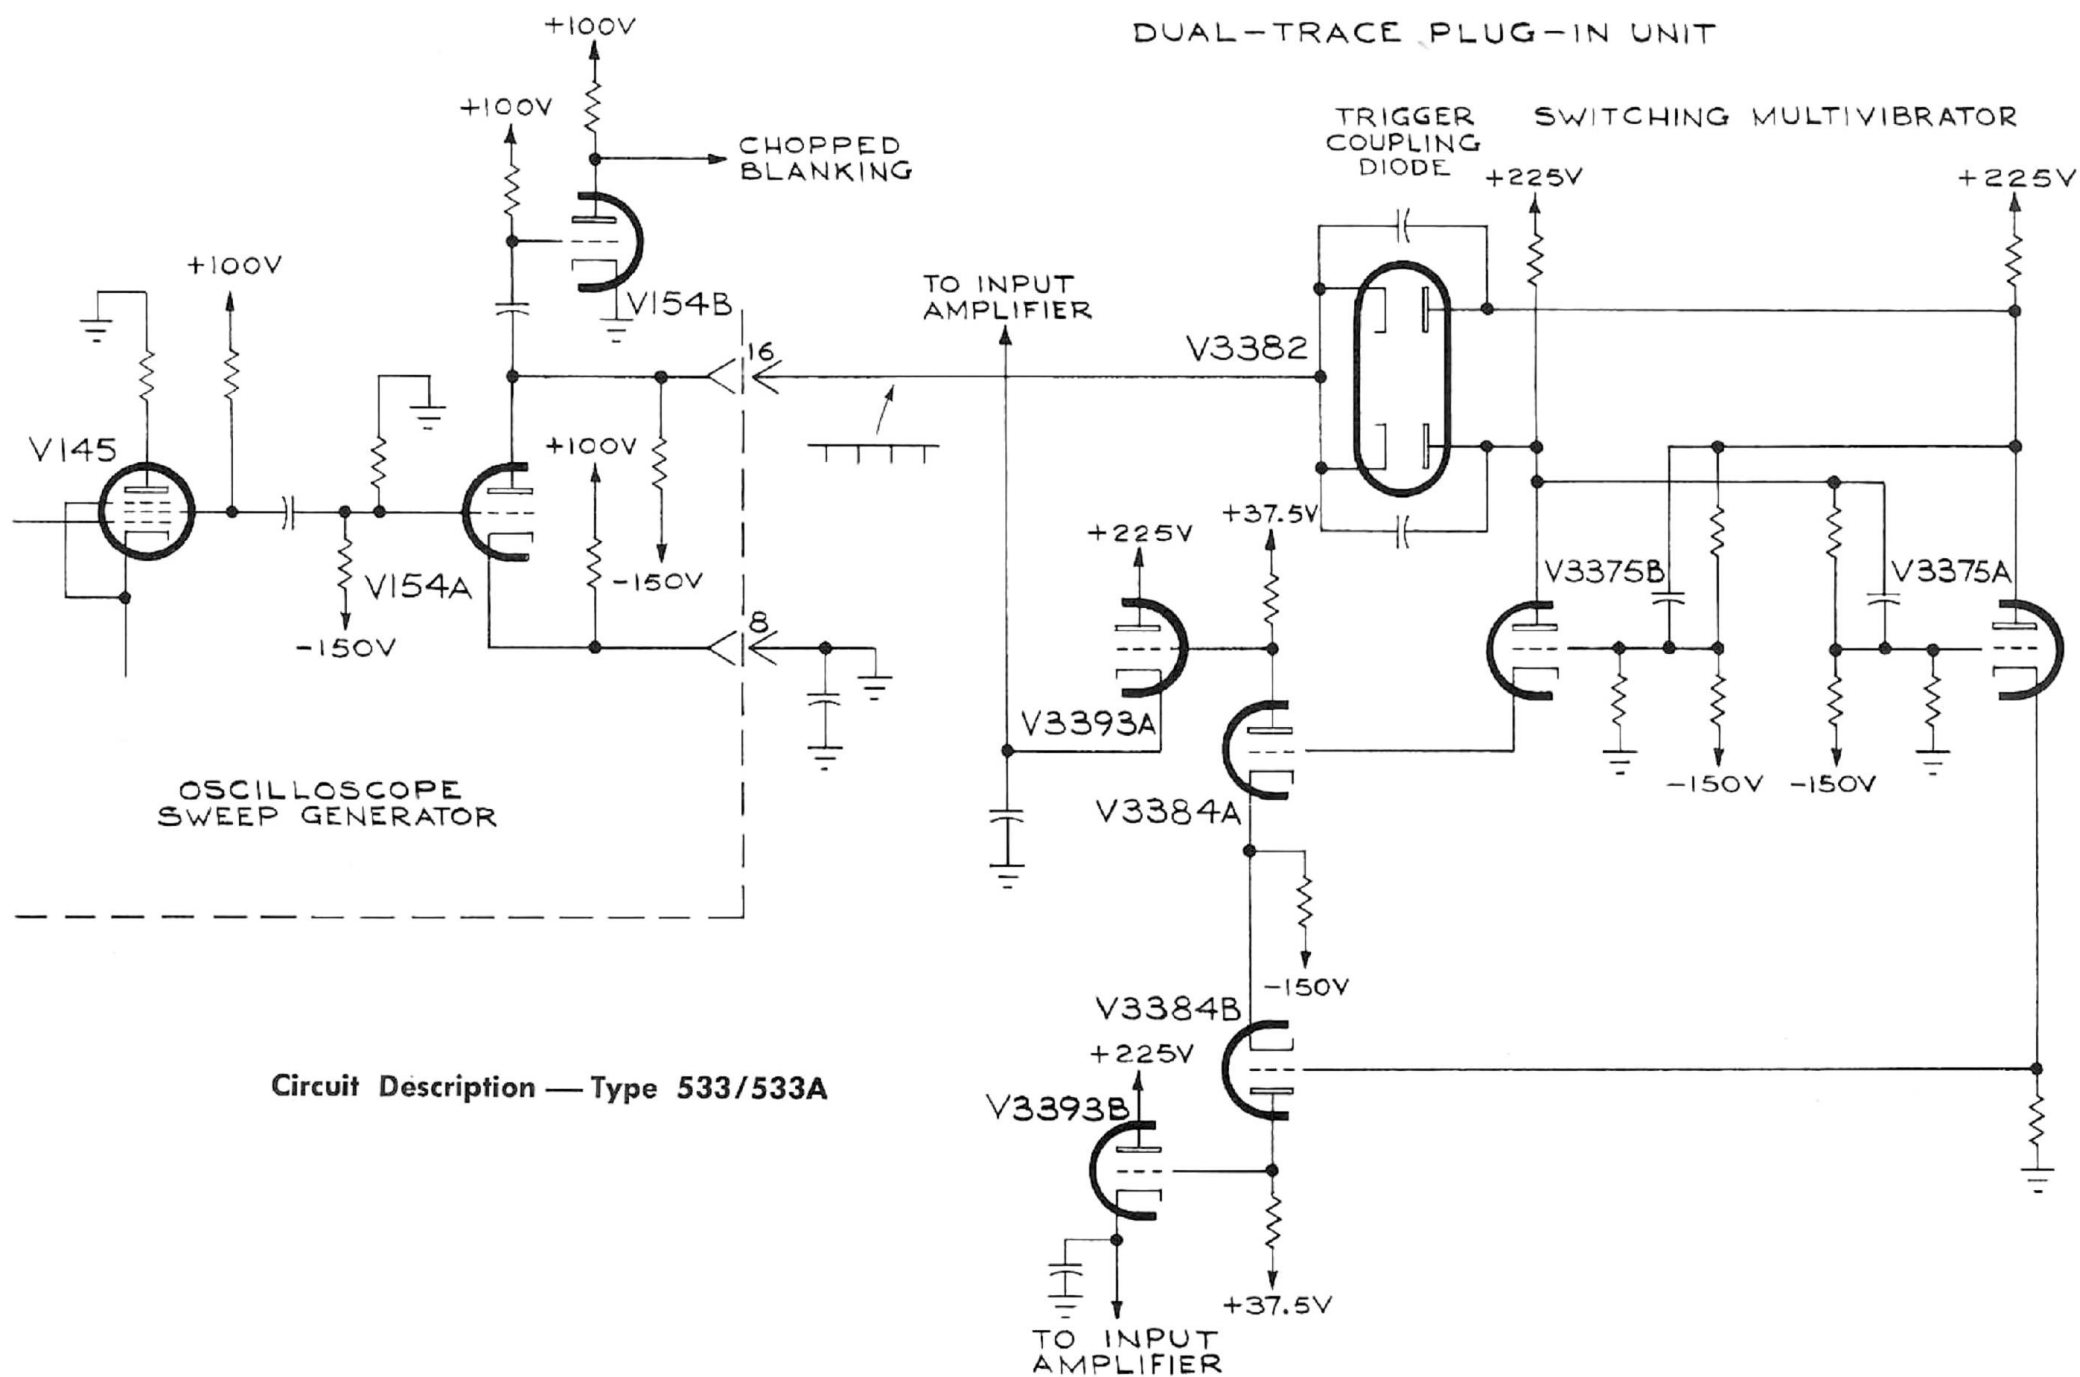 +100V
DUAL-TRACE PLUG-IN UNIT
+100V
CHOPPED
BLANKING
TRIGGER
COUPLING
DIODE
SWITCHING MULTIVIBRATOR
+225V
+225V
+100V
V154B
TO INPUT
AMPLIFIER
16
V3382
V145
+100V
+37.5V
+225V
-150V
V154A
-150V
8
V3375B
V3375A
V3393A
-150V
-150V
OSCILLOSCOPE
SWEEP GENERATOR
V3384A
-150V
V3384B
+225V
Circuit Description — Type 533/533A
V3393B
+37.5V
TO INPUT
AMPLIFIER